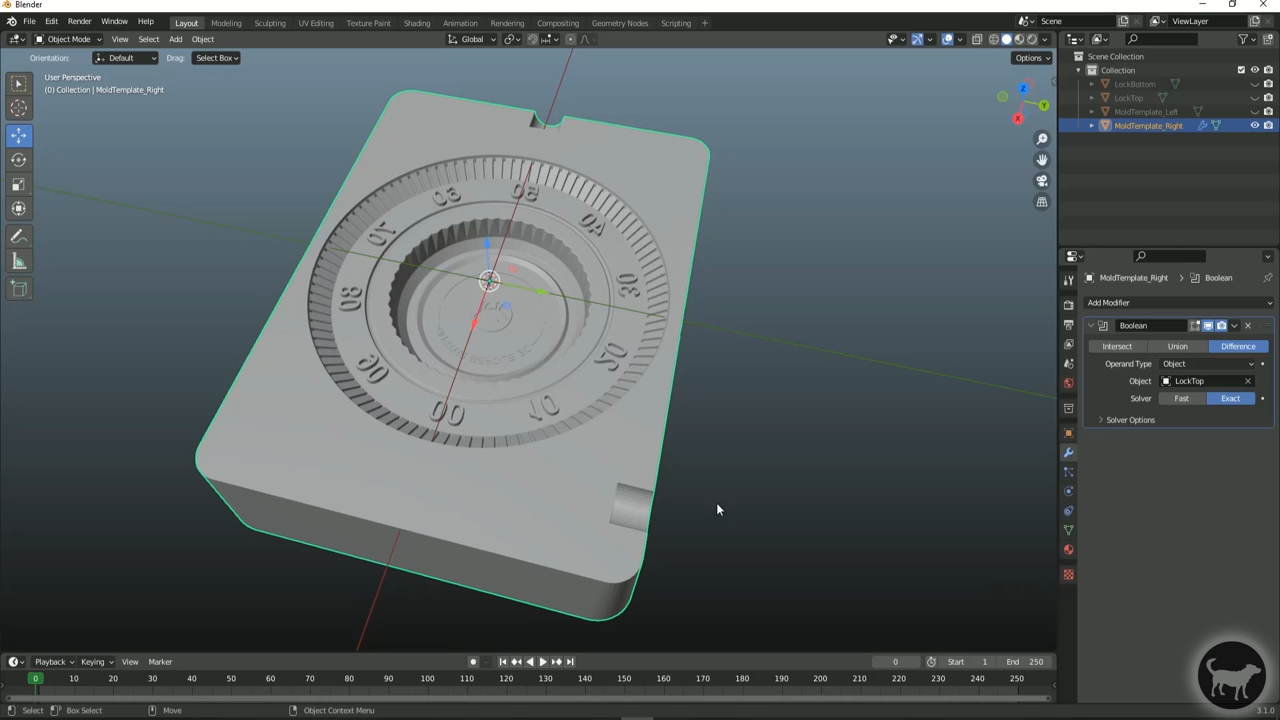 Blender
File Edit Render Window Help Layout Modeling Sculpting UV Editing Texture Paint Shading Animation Rendering Compositing Geometry Nodes Scripting + Scene ViewLayer
Object Mode View Select Add Object Global
Orientation: Default Drag: Select Box Options
User Perspective
(0) Collection | MoldTemplate_Right
Z
Y
X
Scene Collection
Collection
LockBottom
LockTop
MoldTemplate_Left
MoldTemplate_Right
MoldTemplate_Right > Boolean
Add Modifier
Boolean
Intersect Union Difference
Operand Type Object
Object LockTop
Solver Fast Exact
Solver Options
Playback Keying View Marker 0 Start 1 End 250
0 10 20 30 40 50 60 70 80 90 100 110 120 130 140 150 160 170 180 190 200 210 220 230 240 250
Select Box Select Move Object Context Menu 3.1.0